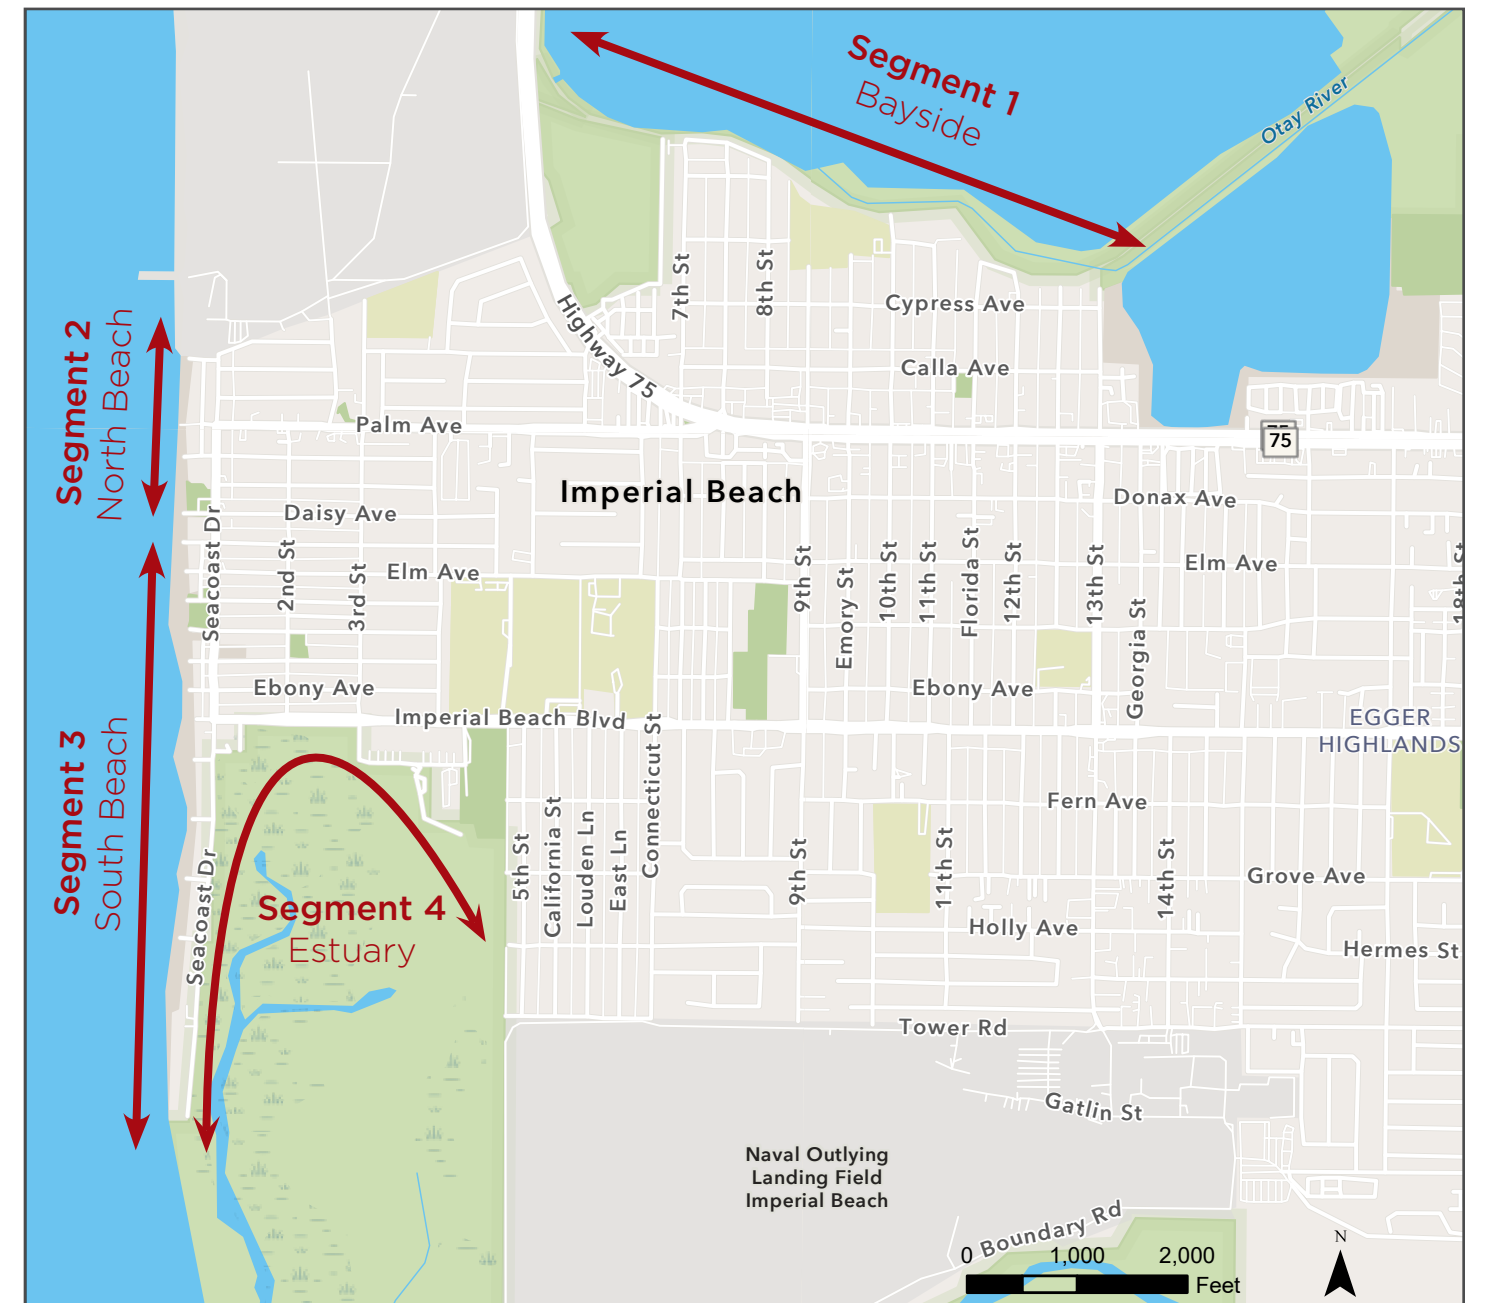 Segment 1
Bayside
Otay River
7th St
8th St
Cypress Ave
Highway 75
Calla Ave
Segment 2
North Beach
Palm Ave
75
Imperial Beach
Donax Ave
Daisy Ave
Seacoast Dr
2nd St
3rd St
Elm Ave
9th St
Emory St
10th St
11th St
Florida St
12th St
13th St
Georgia St
Elm Ave
18th St
Ebony Ave
Ebony Ave
Imperial Beach Blvd
EGGER
HIGHLANDS
Segment 3
South Beach
Seacoast Dr
Segment 4
Estuary
5th St
California St
Louden Ln
East Ln
Connecticut St
9th St
11th St
Fern Ave
14th St
Grove Ave
Holly Ave
Hermes St
Tower Rd
Gatlin St
Naval Outlying
Landing Field
Imperial Beach
Boundary Rd
N
0 1,000 2,000
Feet